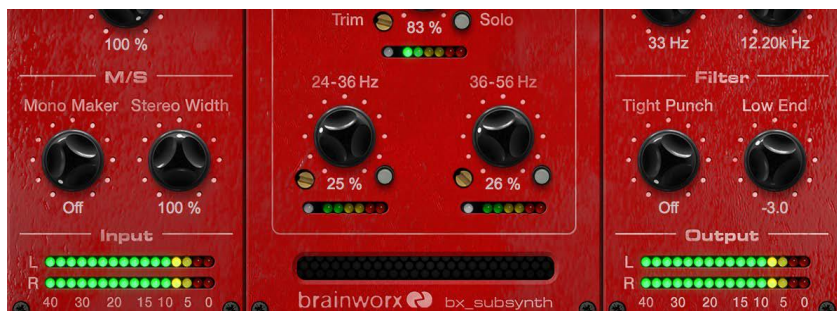 Trim
Solo
100 %
83 %
33 Hz
12.20k Hz
M/S
24-36 Hz
36-56 Hz
Filter
Mono Maker
Stereo Width
Tight Punch
Low End
Off
100 %
25 %
26 %
Off
-3.0
Input
Output
L
R
40 30 20 15 10 5 0
L
R
40 30 20 15 10 5 0
brainworx
bx_subsynth